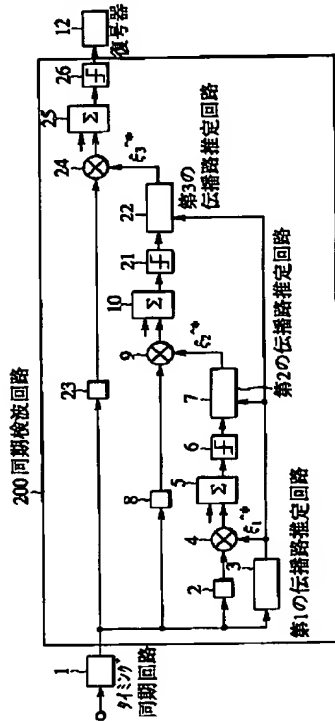 200 同期検波回路
1
タイミング
同期回路
23
24
25
Σ
26
12
復号器
ξ̂₃*
8
9
10
Σ
21
22
第3の
伝播路推定回路
ξ̂₂*
2
4
5
Σ
6
7
第2の伝播路推定回路
ξ̂₁*
3
第1の伝播路推定回路